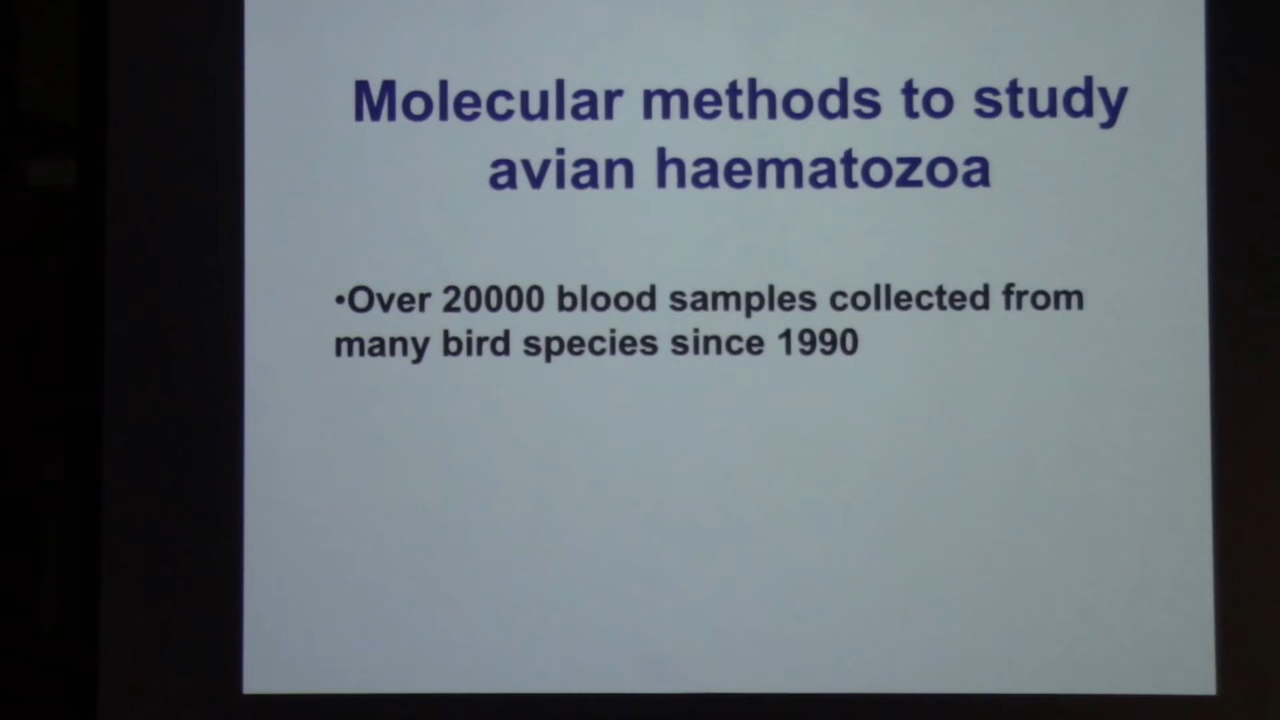 Molecular methods to study
avian haematozoa
•Over 20000 blood samples collected from
many bird species since 1990